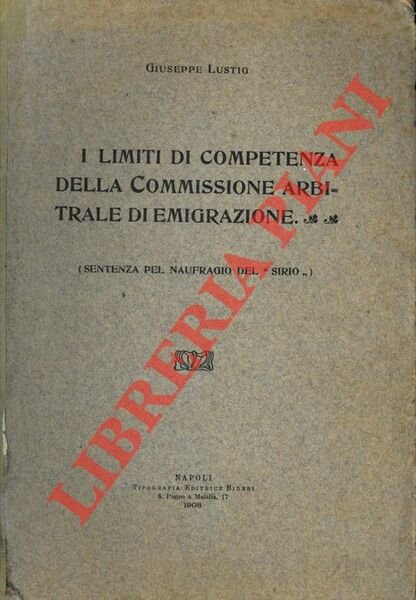 Giuseppe Lustig
I LIMITI DI COMPETENZA
DELLA COMMISSIONE ARBI-
TRALE DI EMIGRAZIONE.
(SENTENZA PEL NAUFRAGIO DEL “ SIRIO „)
NAPOLI
Tipografia Editrice Bideri
S. Pietro a Maiella, 17
1908
LIBRERIA PIANI